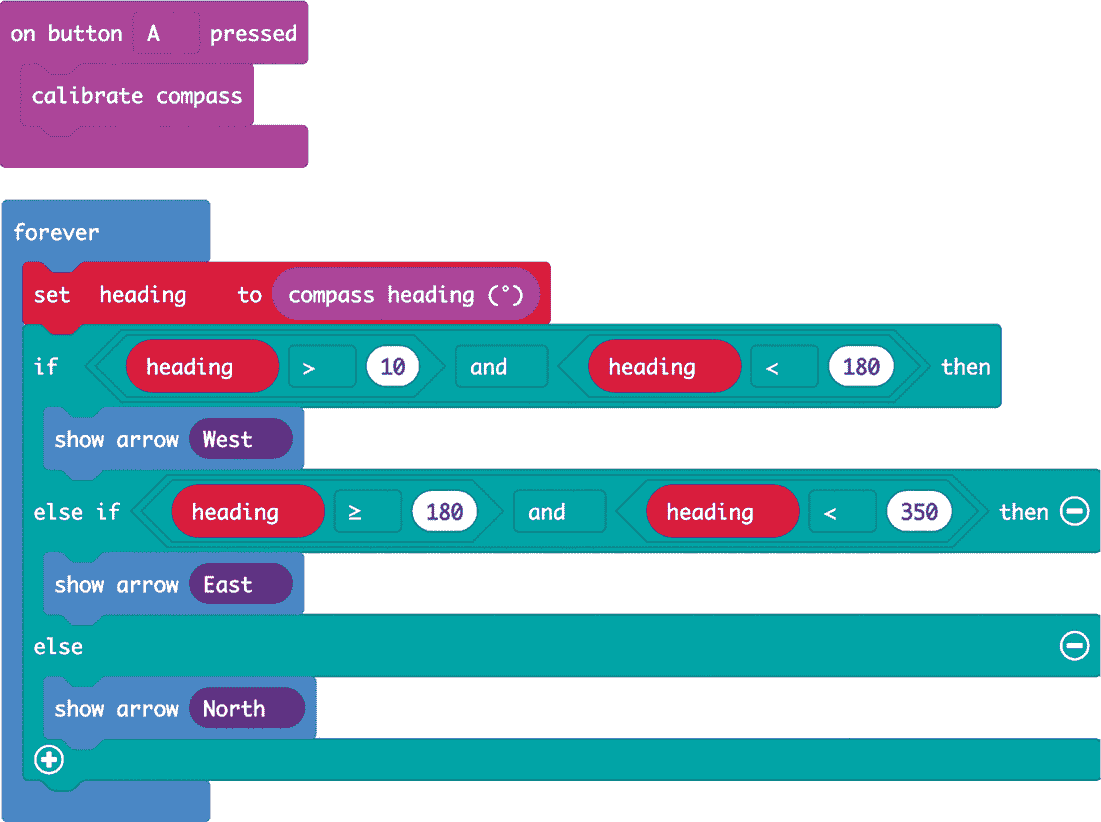 on button A pressed
calibrate compass
forever
set heading to compass heading (°)
if heading > 10 and heading < 180 then
show arrow West
else if heading ≥ 180 and heading < 350 then
show arrow East
else
show arrow North